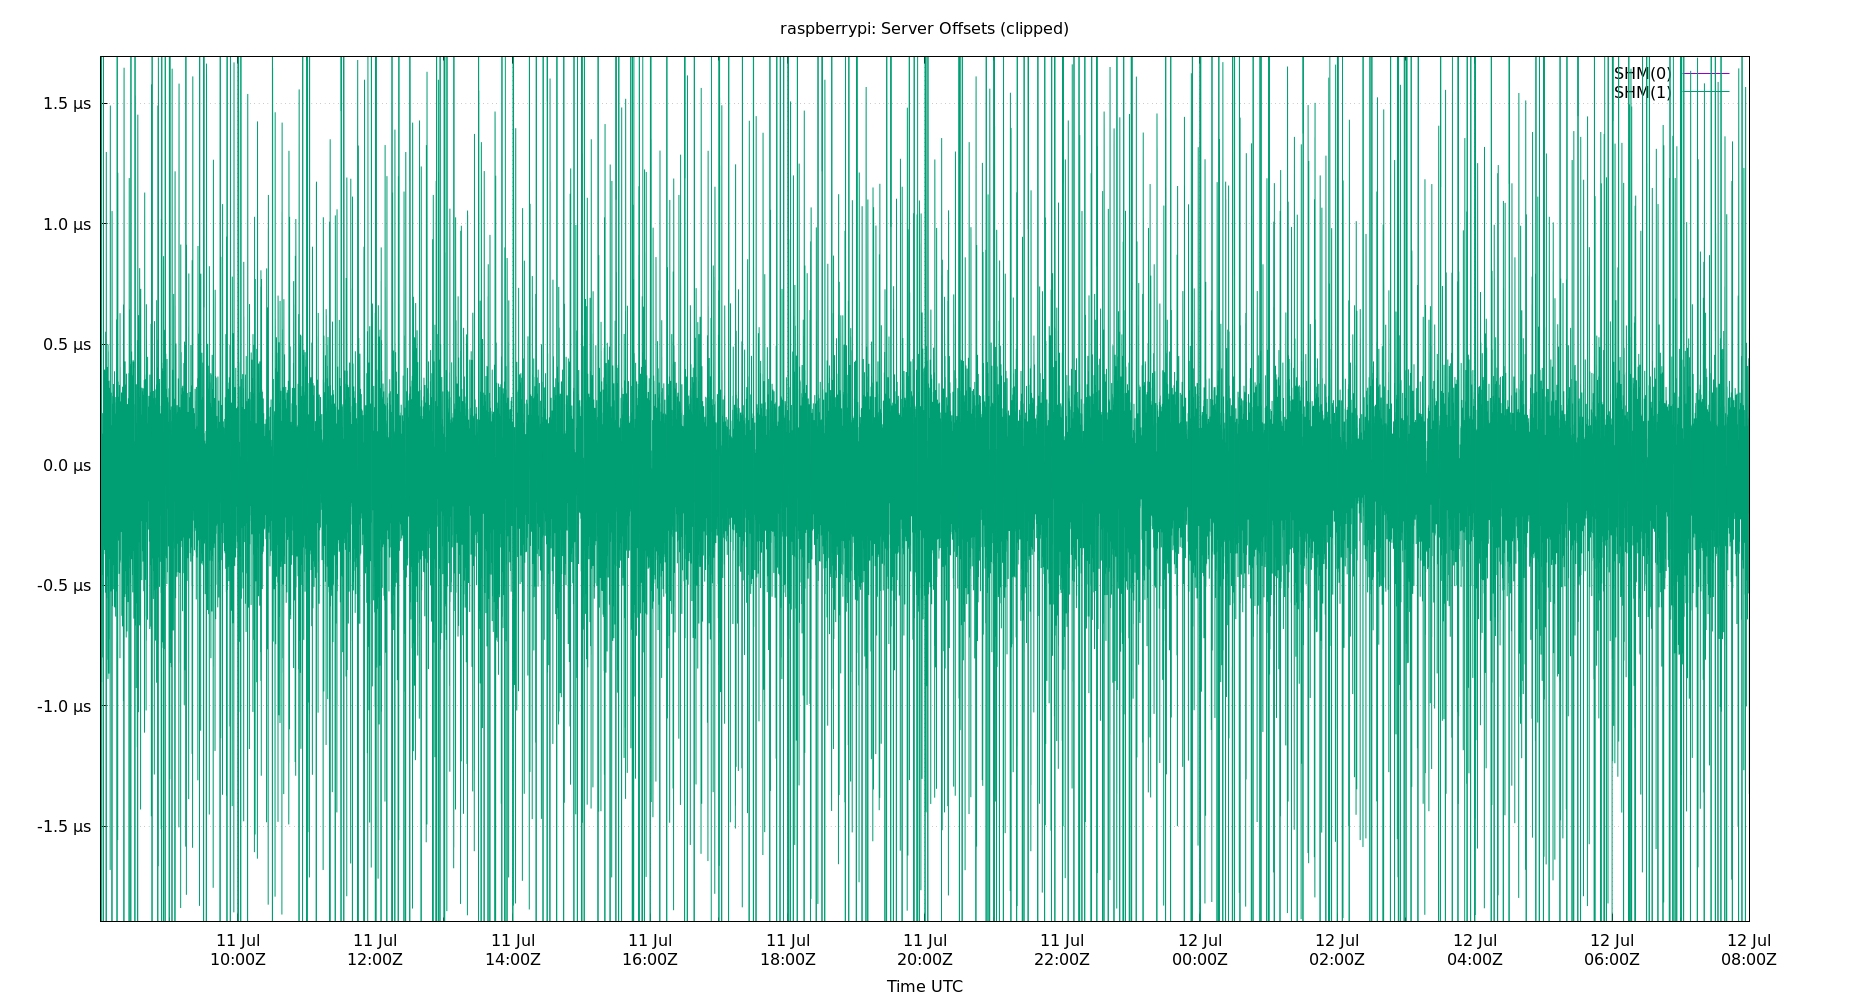 raspberrypi: Server Offsets (clipped)
SHM(0)
SHM(1)
1.5 µs
1.0 µs
0.5 µs
0.0 µs
-0.5 µs
-1.0 µs
-1.5 µs
11 Jul 11 Jul 11 Jul 11 Jul 11 Jul 11 Jul 11 Jul 12 Jul 12 Jul 12 Jul 12 Jul 12 Jul
10:00Z 12:00Z 14:00Z 16:00Z 18:00Z 20:00Z 22:00Z 00:00Z 02:00Z 04:00Z 06:00Z 08:00Z
Time UTC